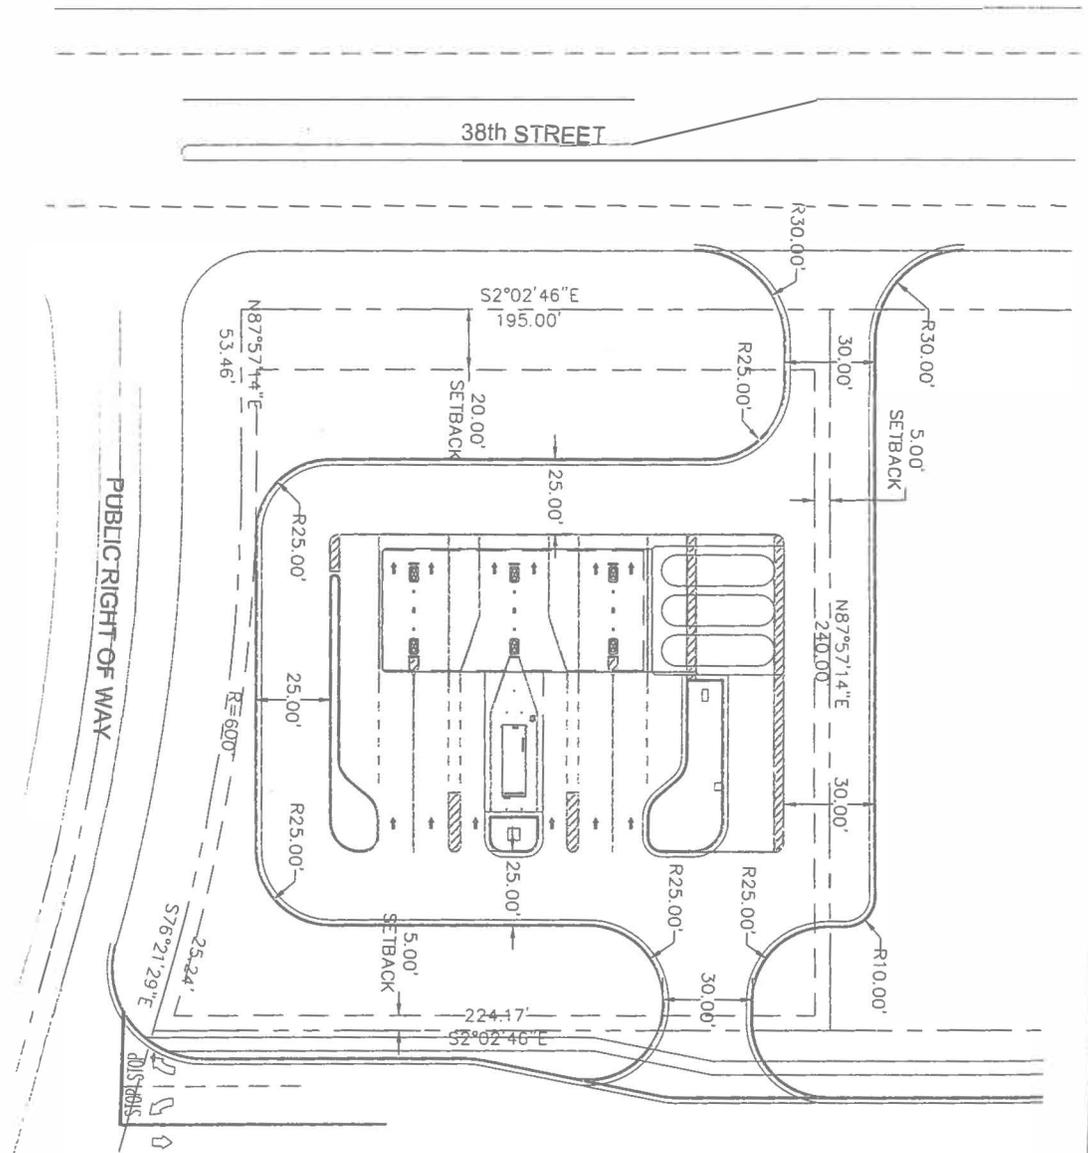 38th STREET
R30.00'
S2°02'46"E
195.00'
N87°57'14"E
53.46'
R30.00'
30.00'
R25.00'
20.00'
SETBACK
5.00'
SETBACK
25.00'
R25.00'
PUBLIC RIGHT OF WAY
N87°57'14"E
240.00
25.00'
R=600'
30.00'
R25.00'
25.00'
R25.00'
R25.00'
R10.00'
S76°21'29"E
25.24'
5.00'
SETBACK
30.00'
224.17'
S2°02'46"E
STOP
STOP